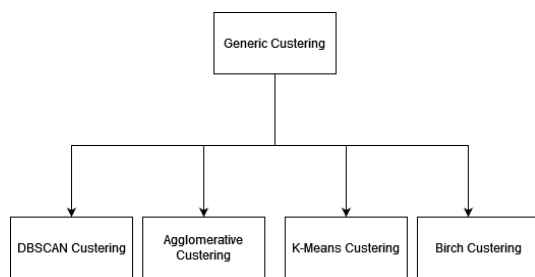 Generic Custering
DBSCAN Custering
Agglomerative
Custering
K-Means Custering
Birch Custering